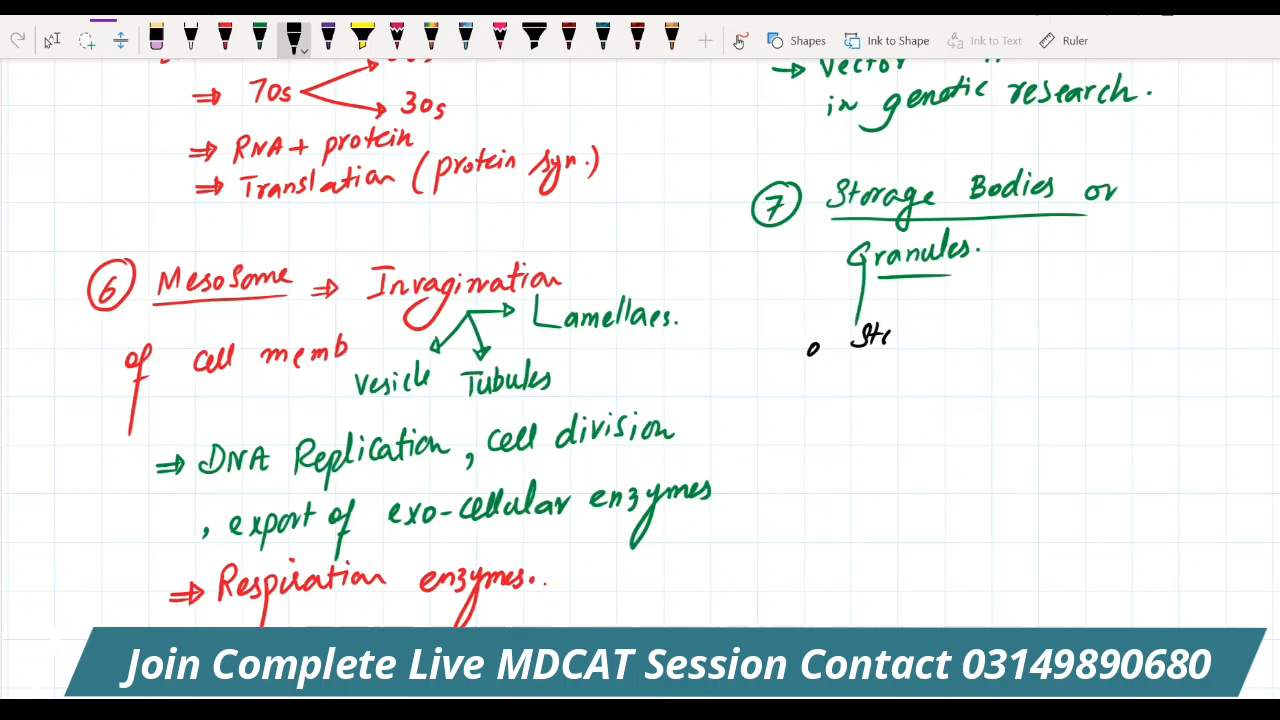 Shapes
Ink to Shape
Ink to Text
Ruler
⇒ 70s
30s
⇒ RNA + protein
⇒ Translation (protein syn.)
⑥ Mesosome ⇒ Invagination
of cell memb
Lamellaes.
Vesicle Tubules
⇒ DNA Replication, cell division
, export of exo-cellular enzymes
⇒ Respiration enzymes..
→ Vector
in genetic research.
⑦ Storage Bodies or
Granules.
Join Complete Live MDCAT Session Contact 03149890680